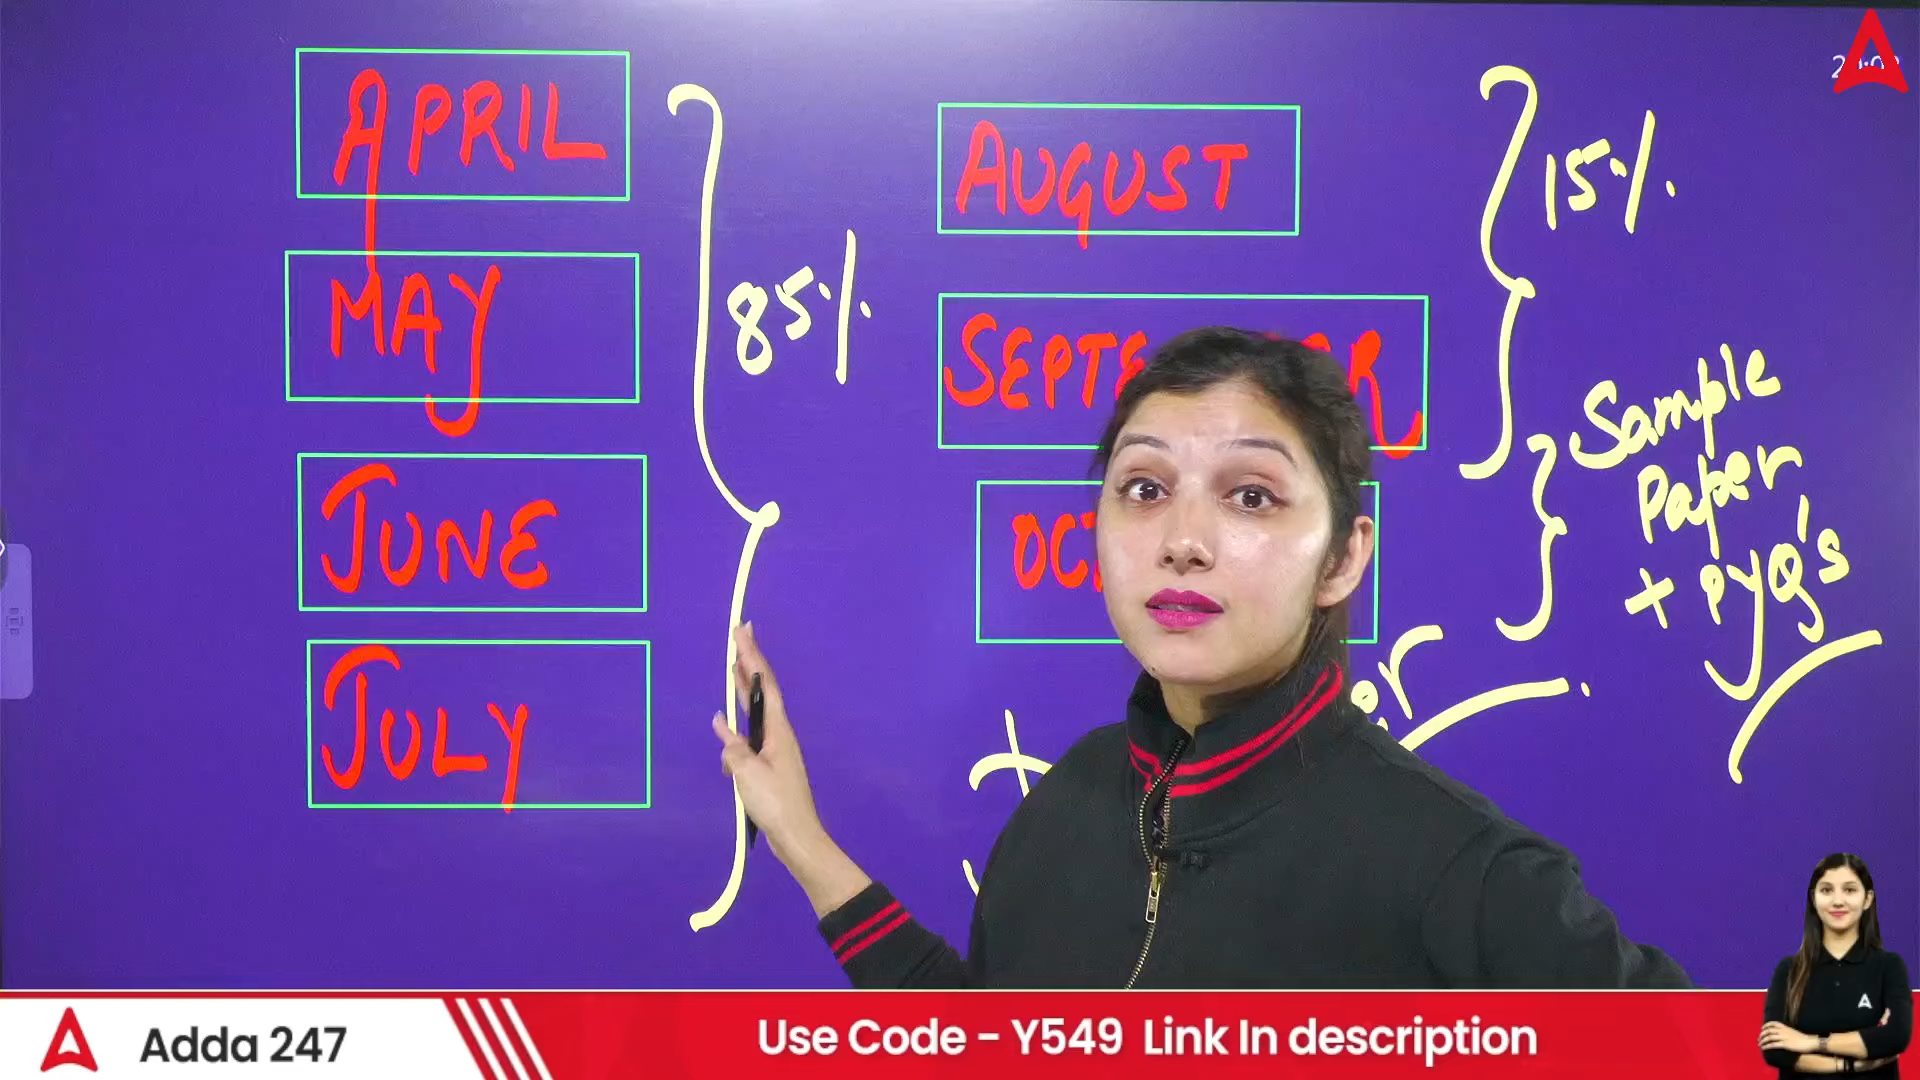 APRIL
MAY
JUNE
JULY
85%
AUGUST
15%
Sample
Paper
+ PYQ's
Adda 247
Use Code - Y549 Link In description